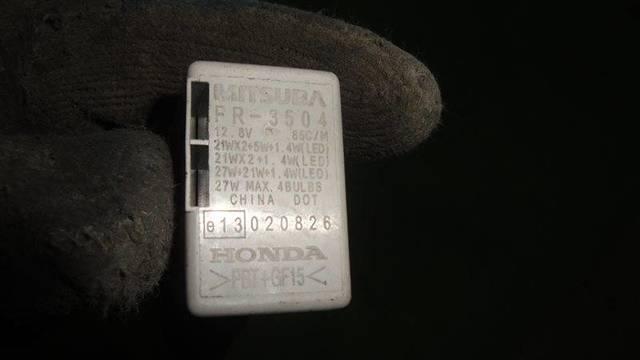 MITSUBA
FR-3504
12.8V 85C/M
21WX2+5W+1.4W(LED)
21WX2+1.4W(LED)
27W+21W+1.4W(LED)
27W MAX. 4BULBS
CHINA DOT
e13 020826
HONDA
>PBT+GF15<